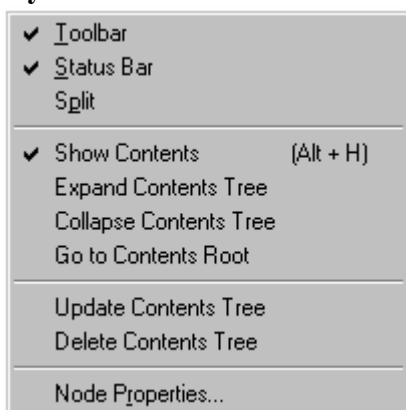 Toolbar
Status Bar
Split
Show Contents (Alt + H)
Expand Contents Tree
Collapse Contents Tree
Go to Contents Root
Update Contents Tree
Delete Contents Tree
Node Properties...